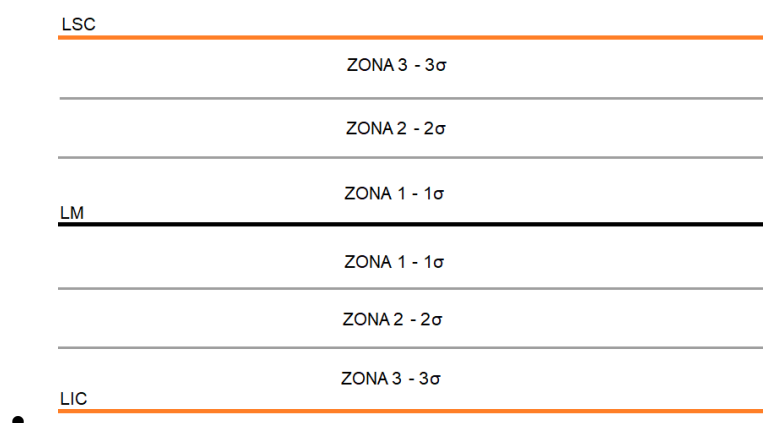 LSC
ZONA 3 - 3σ
ZONA 2 - 2σ
ZONA 1 - 1σ
LM
ZONA 1 - 1σ
ZONA 2 - 2σ
ZONA 3 - 3σ
LIC